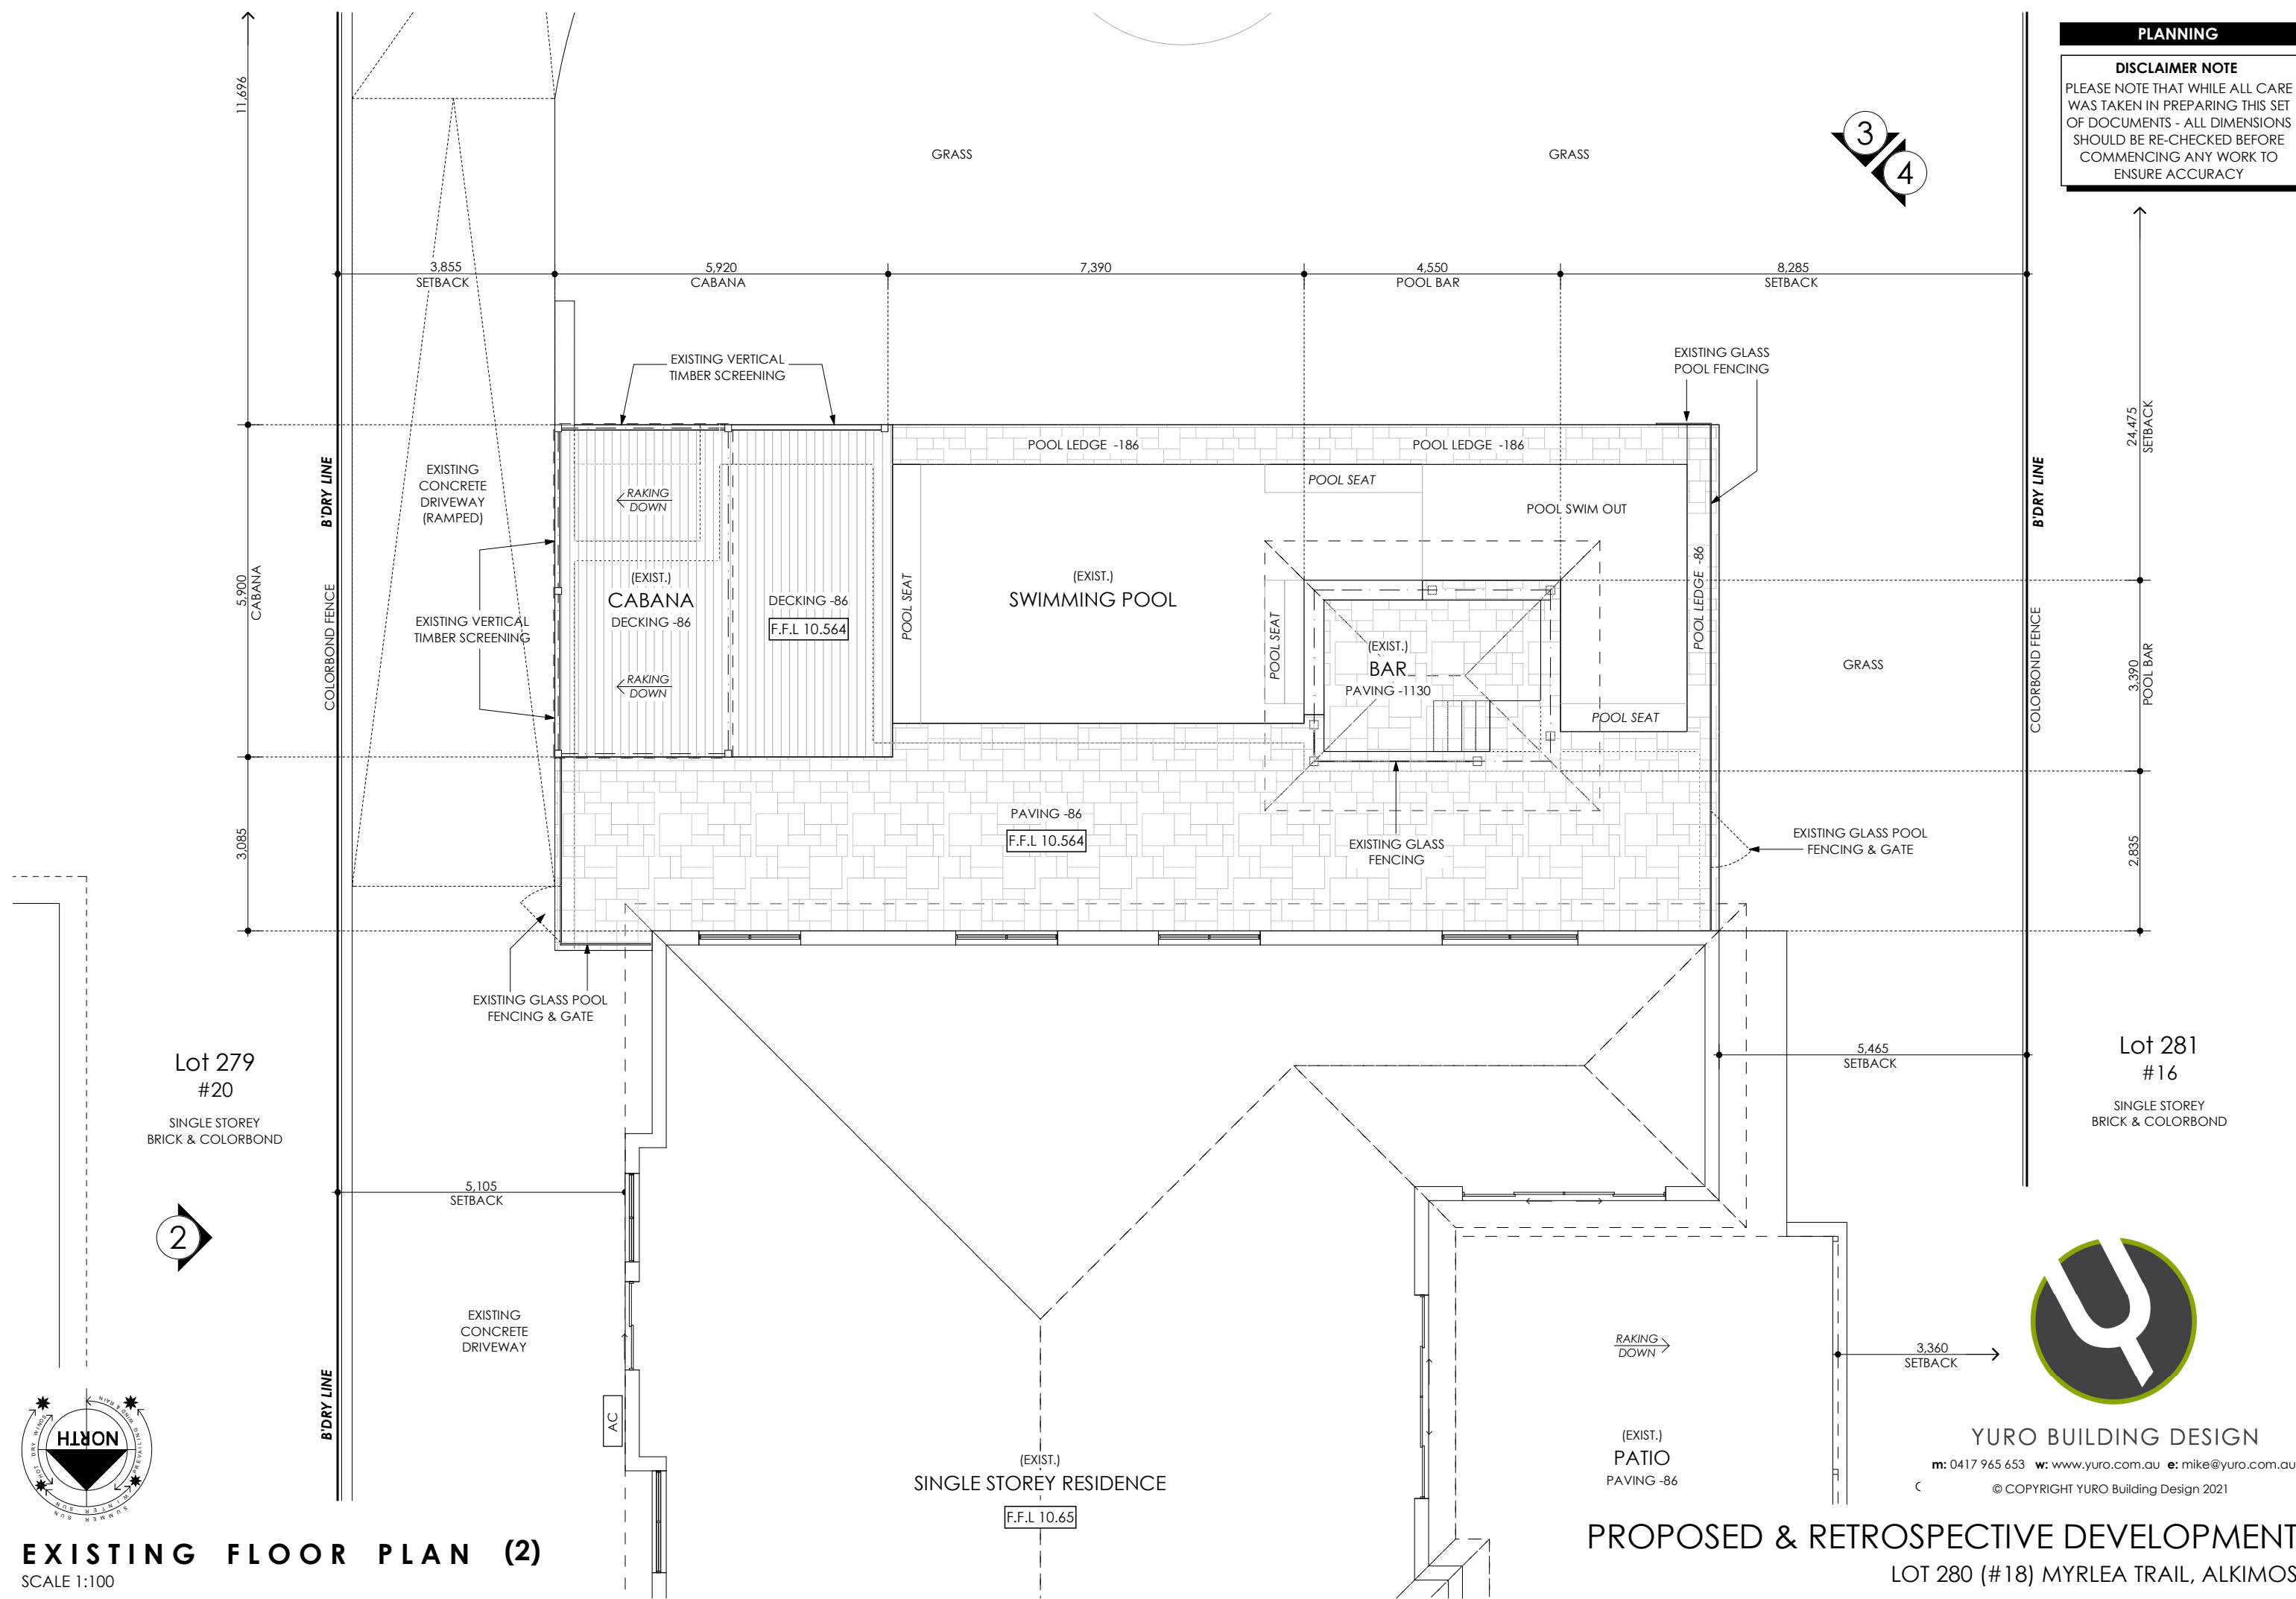 PLANNING
DISCLAIMER NOTE
PLEASE NOTE THAT WHILE ALL CARE
WAS TAKEN IN PREPARING THIS SET
OF DOCUMENTS - ALL DIMENSIONS
SHOULD BE RE-CHECKED BEFORE
COMMENCING ANY WORK TO
ENSURE ACCURACY
11,696
GRASS
GRASS
3
4
3,855
SETBACK
5,920
CABANA
7,390
4,550
POOL BAR
8,285
SETBACK
EXISTING VERTICAL
TIMBER SCREENING
EXISTING GLASS
POOL FENCING
24,475
SETBACK
POOL LEDGE -186
POOL LEDGE -186
B'DRY LINE
EXISTING
CONCRETE
DRIVEWAY
(RAMPED)
RAKING
DOWN
POOL SEAT
POOL SWIM OUT
B'DRY LINE
5,900
CABANA
COLORBOND FENCE
EXISTING VERTICAL
TIMBER SCREENING
(EXIST.)
CABANA
DECKING -86
DECKING -86
F.F.L 10.564
POOL SEAT
(EXIST.)
SWIMMING POOL
POOL SEAT
(EXIST.)
BAR
PAVING -1130
POOL LEDGE -86
GRASS
COLORBOND FENCE
3,390
POOL BAR
RAKING
DOWN
POOL SEAT
3,085
PAVING -86
F.F.L 10.564
EXISTING GLASS
FENCING
EXISTING GLASS POOL
FENCING & GATE
2,835
EXISTING GLASS POOL
FENCING & GATE
Lot 279
#20
SINGLE STOREY
BRICK & COLORBOND
5,465
SETBACK
Lot 281
#16
SINGLE STOREY
BRICK & COLORBOND
5,105
SETBACK
2
EXISTING
CONCRETE
DRIVEWAY
RAKING
DOWN
3,360
SETBACK
B'DRY LINE
AC
NORTH
HOT DRY WINDS
WIND & RAIN
PREVAILING
SUMMER SUN
WINTER SUN
(EXIST.)
SINGLE STOREY RESIDENCE
F.F.L 10.65
(EXIST.)
PATIO
PAVING -86
YURO BUILDING DESIGN
m: 0417 965 653 w: www.yuro.com.au e: mike@yuro.com.au
© COPYRIGHT YURO Building Design 2021
EXISTING FLOOR PLAN (2)
SCALE 1:100
PROPOSED & RETROSPECTIVE DEVELOPMENT
LOT 280 (#18) MYRLEA TRAIL, ALKIMOS